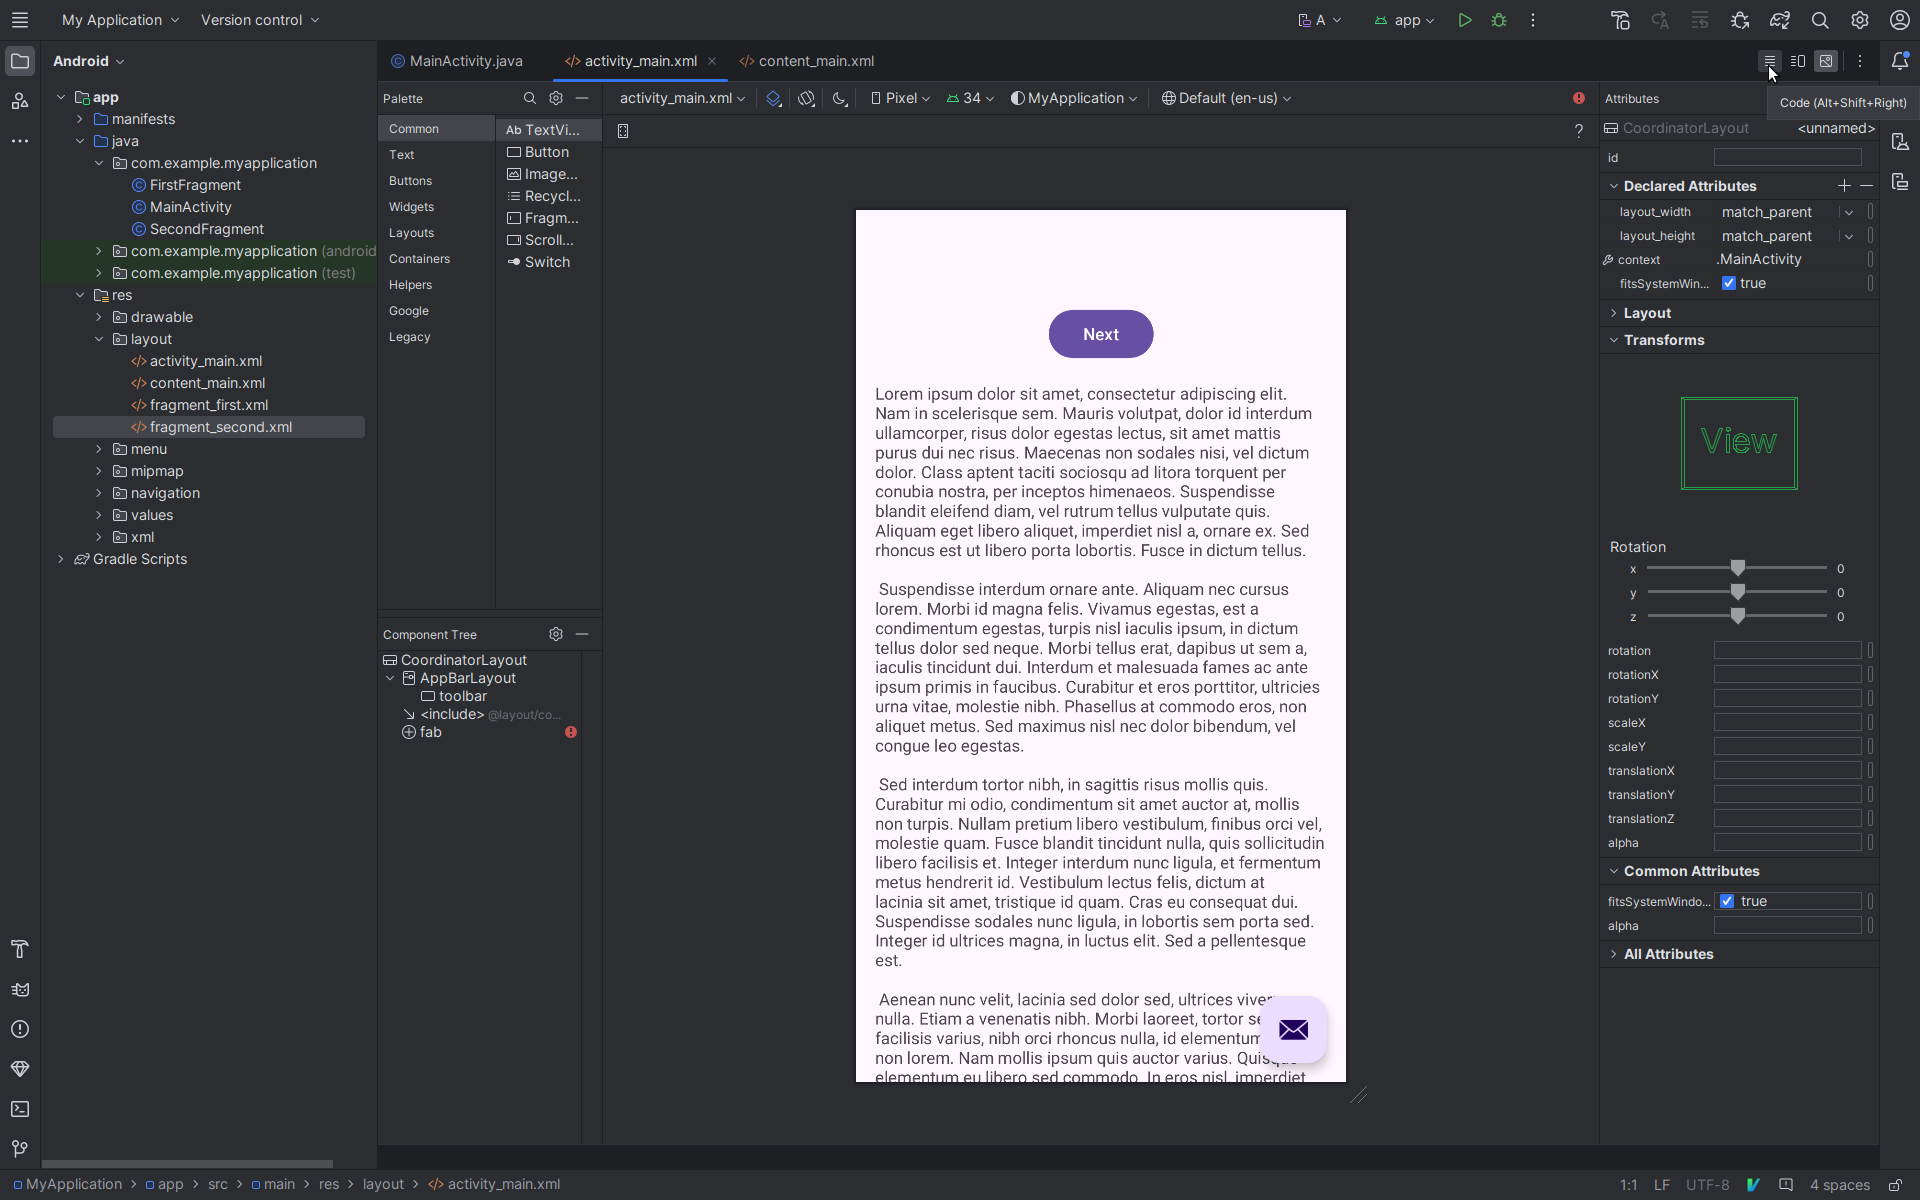 My Application
Version control
A
app
Android
MainActivity.java
activity_main.xml
content_main.xml
Code (Alt+Shift+Right)
app
manifests
java
com.example.myapplication
FirstFragment
MainActivity
SecondFragment
com.example.myapplication (android
com.example.myapplication (test)
res
drawable
layout
activity_main.xml
content_main.xml
fragment_first.xml
fragment_second.xml
menu
mipmap
navigation
values
xml
Gradle Scripts
Palette
Common
Text
Buttons
Widgets
Layouts
Containers
Helpers
Google
Legacy
Ab TextVi...
Button
Image...
Recycl...
Fragm...
Scroll...
Switch
Component Tree
CoordinatorLayout
AppBarLayout
toolbar
<include> @layout/co...
fab
activity_main.xml
Pixel
34
MyApplication
Default (en-us)
?
Next
Lorem ipsum dolor sit amet, consectetur adipiscing elit.
Nam in scelerisque sem. Mauris volutpat, dolor id interdum
ullamcorper, risus dolor egestas lectus, sit amet mattis
purus dui nec risus. Maecenas non sodales nisi, vel dictum
dolor. Class aptent taciti sociosqu ad litora torquent per
conubia nostra, per inceptos himenaeos. Suspendisse
blandit eleifend diam, vel rutrum tellus vulputate quis.
Aliquam eget libero aliquet, imperdiet nisl a, ornare ex. Sed
rhoncus est ut libero porta lobortis. Fusce in dictum tellus.
Suspendisse interdum ornare ante. Aliquam nec cursus
lorem. Morbi id magna felis. Vivamus egestas, est a
condimentum egestas, turpis nisl iaculis ipsum, in dictum
tellus dolor sed neque. Morbi tellus erat, dapibus ut sem a,
iaculis tincidunt dui. Interdum et malesuada fames ac ante
ipsum primis in faucibus. Curabitur et eros porttitor, ultricies
urna vitae, molestie nibh. Phasellus at commodo eros, non
aliquet metus. Sed maximus nisl nec dolor bibendum, vel
congue leo egestas.
Sed interdum tortor nibh, in sagittis risus mollis quis.
Curabitur mi odio, condimentum sit amet auctor at, mollis
non turpis. Nullam pretium libero vestibulum, finibus orci vel,
molestie quam. Fusce blandit tincidunt nulla, quis sollicitudin
libero facilisis et. Integer interdum nunc ligula, et fermentum
metus hendrerit id. Vestibulum lectus felis, dictum at
lacinia sit amet, tristique id quam. Cras eu consequat dui.
Suspendisse sodales nunc ligula, in lobortis sem porta sed.
Integer id ultrices magna, in luctus elit. Sed a pellentesque
est.
Aenean nunc velit, lacinia sed dolor sed, ultrices
nulla. Etiam a venenatis nibh. Morbi laoreet, tortor
facilisis varius, nibh orci rhoncus nulla, id elementum
non lorem. Nam mollis ipsum quis auctor varius.
elementum eu libero sed commodo. In eros nisl, imperdiet
Attributes
CoordinatorLayout
<unnamed>
id
Declared Attributes
layout_width
match_parent
layout_height
match_parent
context
.MainActivity
fitsSystemWin...
true
Layout
Transforms
View
Rotation
x
0
y
0
z
0
rotation
rotationX
rotationY
scaleX
scaleY
translationX
translationY
translationZ
alpha
Common Attributes
fitsSystemWindo...
true
alpha
All Attributes
MyApplication
app
src
main
res
layout
activity_main.xml
1:1
LF
UTF-8
4 spaces